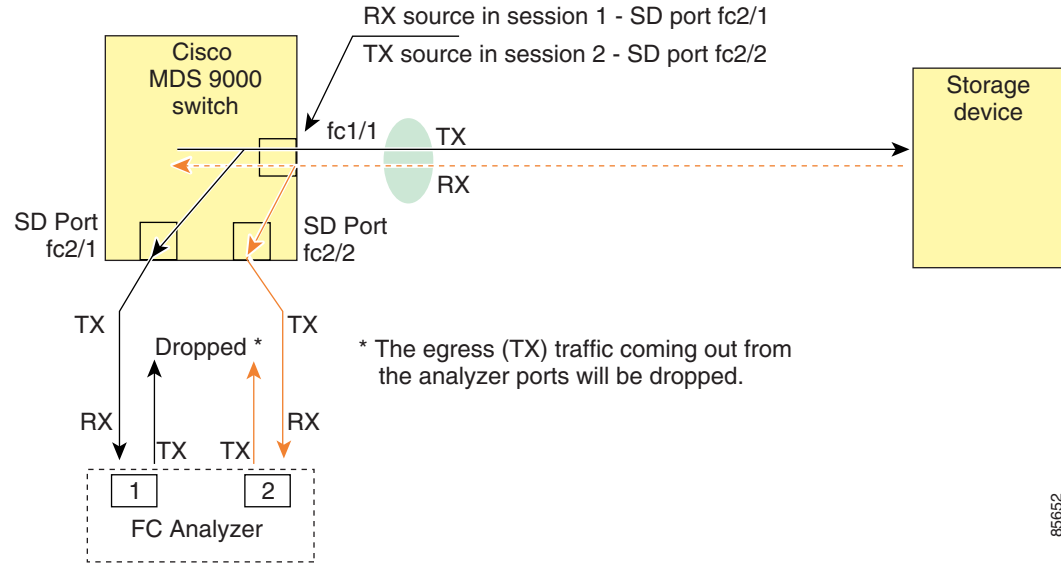 RX source in session 1 - SD port fc2/1
TX source in session 2 - SD port fc2/2
Cisco
MDS 9000
switch
Storage
device
fc1/1
TX
RX
SD Port
fc2/1
SD Port
fc2/2
TX
TX
Dropped *
* The egress (TX) traffic coming out from
the analyzer ports will be dropped.
RX
TX
TX
RX
1
2
FC Analyzer
85652